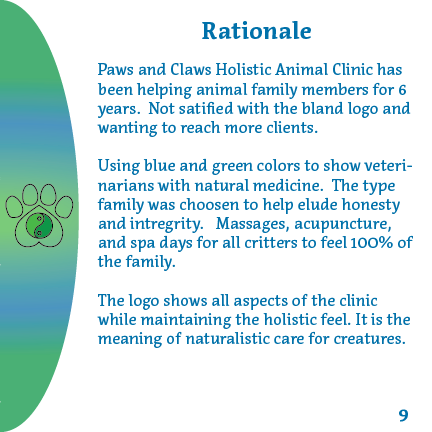 Rationale
Paws and Claws Holistic Animal Clinic has
been helping animal family members for 6
years.  Not satified with the bland logo and
wanting to reach more clients.
Using blue and green colors to show veteri-
narians with natural medicine.  The type
family was choosen to help elude honesty
and intregrity.   Massages, acupuncture,
and spa days for all critters to feel 100% of
the family.
The logo shows all aspects of the clinic
while maintaining the holistic feel. It is the
meaning of naturalistic care for creatures.
9